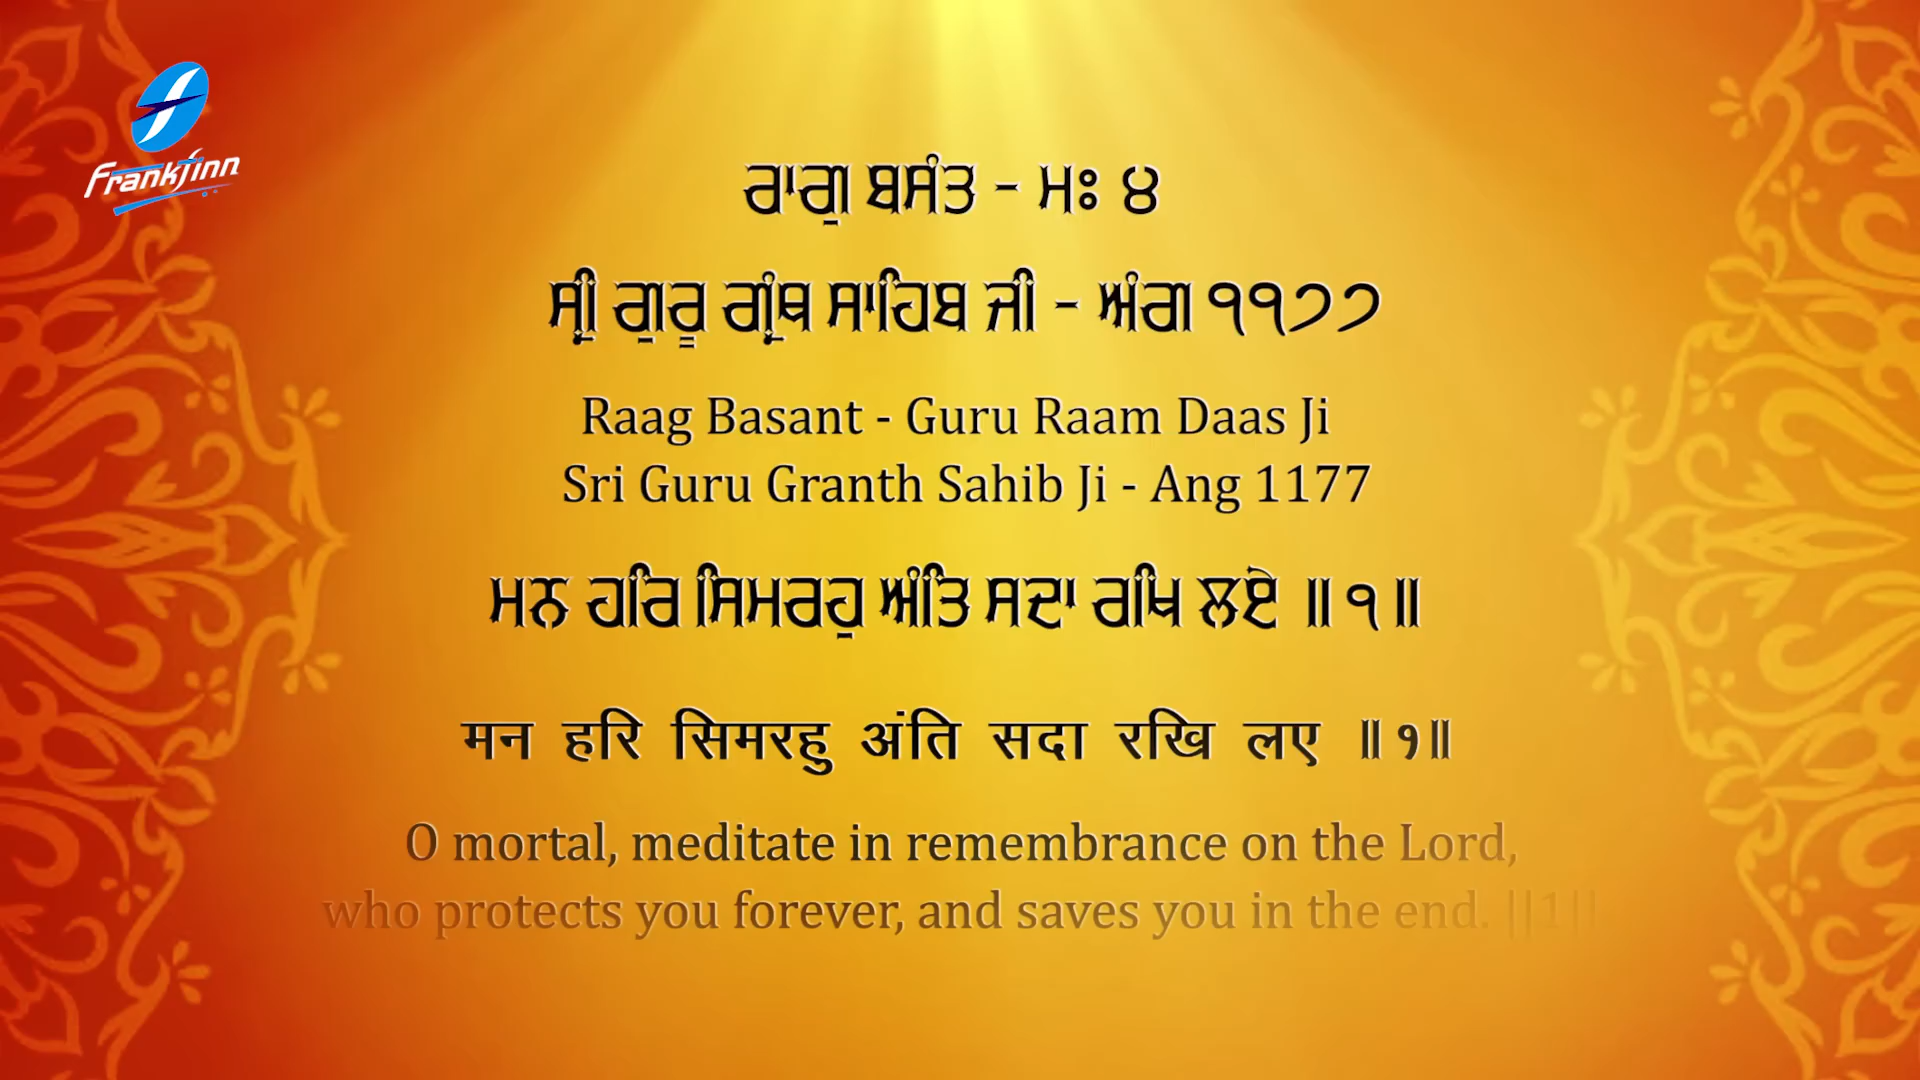 Frankfinn
ਰਾਗੁ ਬਸੰਤ - ਮਃ ੪
ਸ੍ਰੀ ਗੁਰੂ ਗ੍ਰੰਥ ਸਾਹਿਬ ਜੀ - ਅੰਗ ੧੧੭੭
Raag Basant - Guru Raam Daas Ji
Sri Guru Granth Sahib Ji - Ang 1177
ਮਨ ਹਰਿ ਸਿਮਰਹੁ ਅੰਤਿ ਸਦਾ ਰਖਿ ਲਏ ॥੧॥
मन हरि सिमरहु अंति सदा रखि लए ॥१॥
O mortal, meditate in remembrance on the Lord,
who protects you forever, and saves you in the end. ||1||